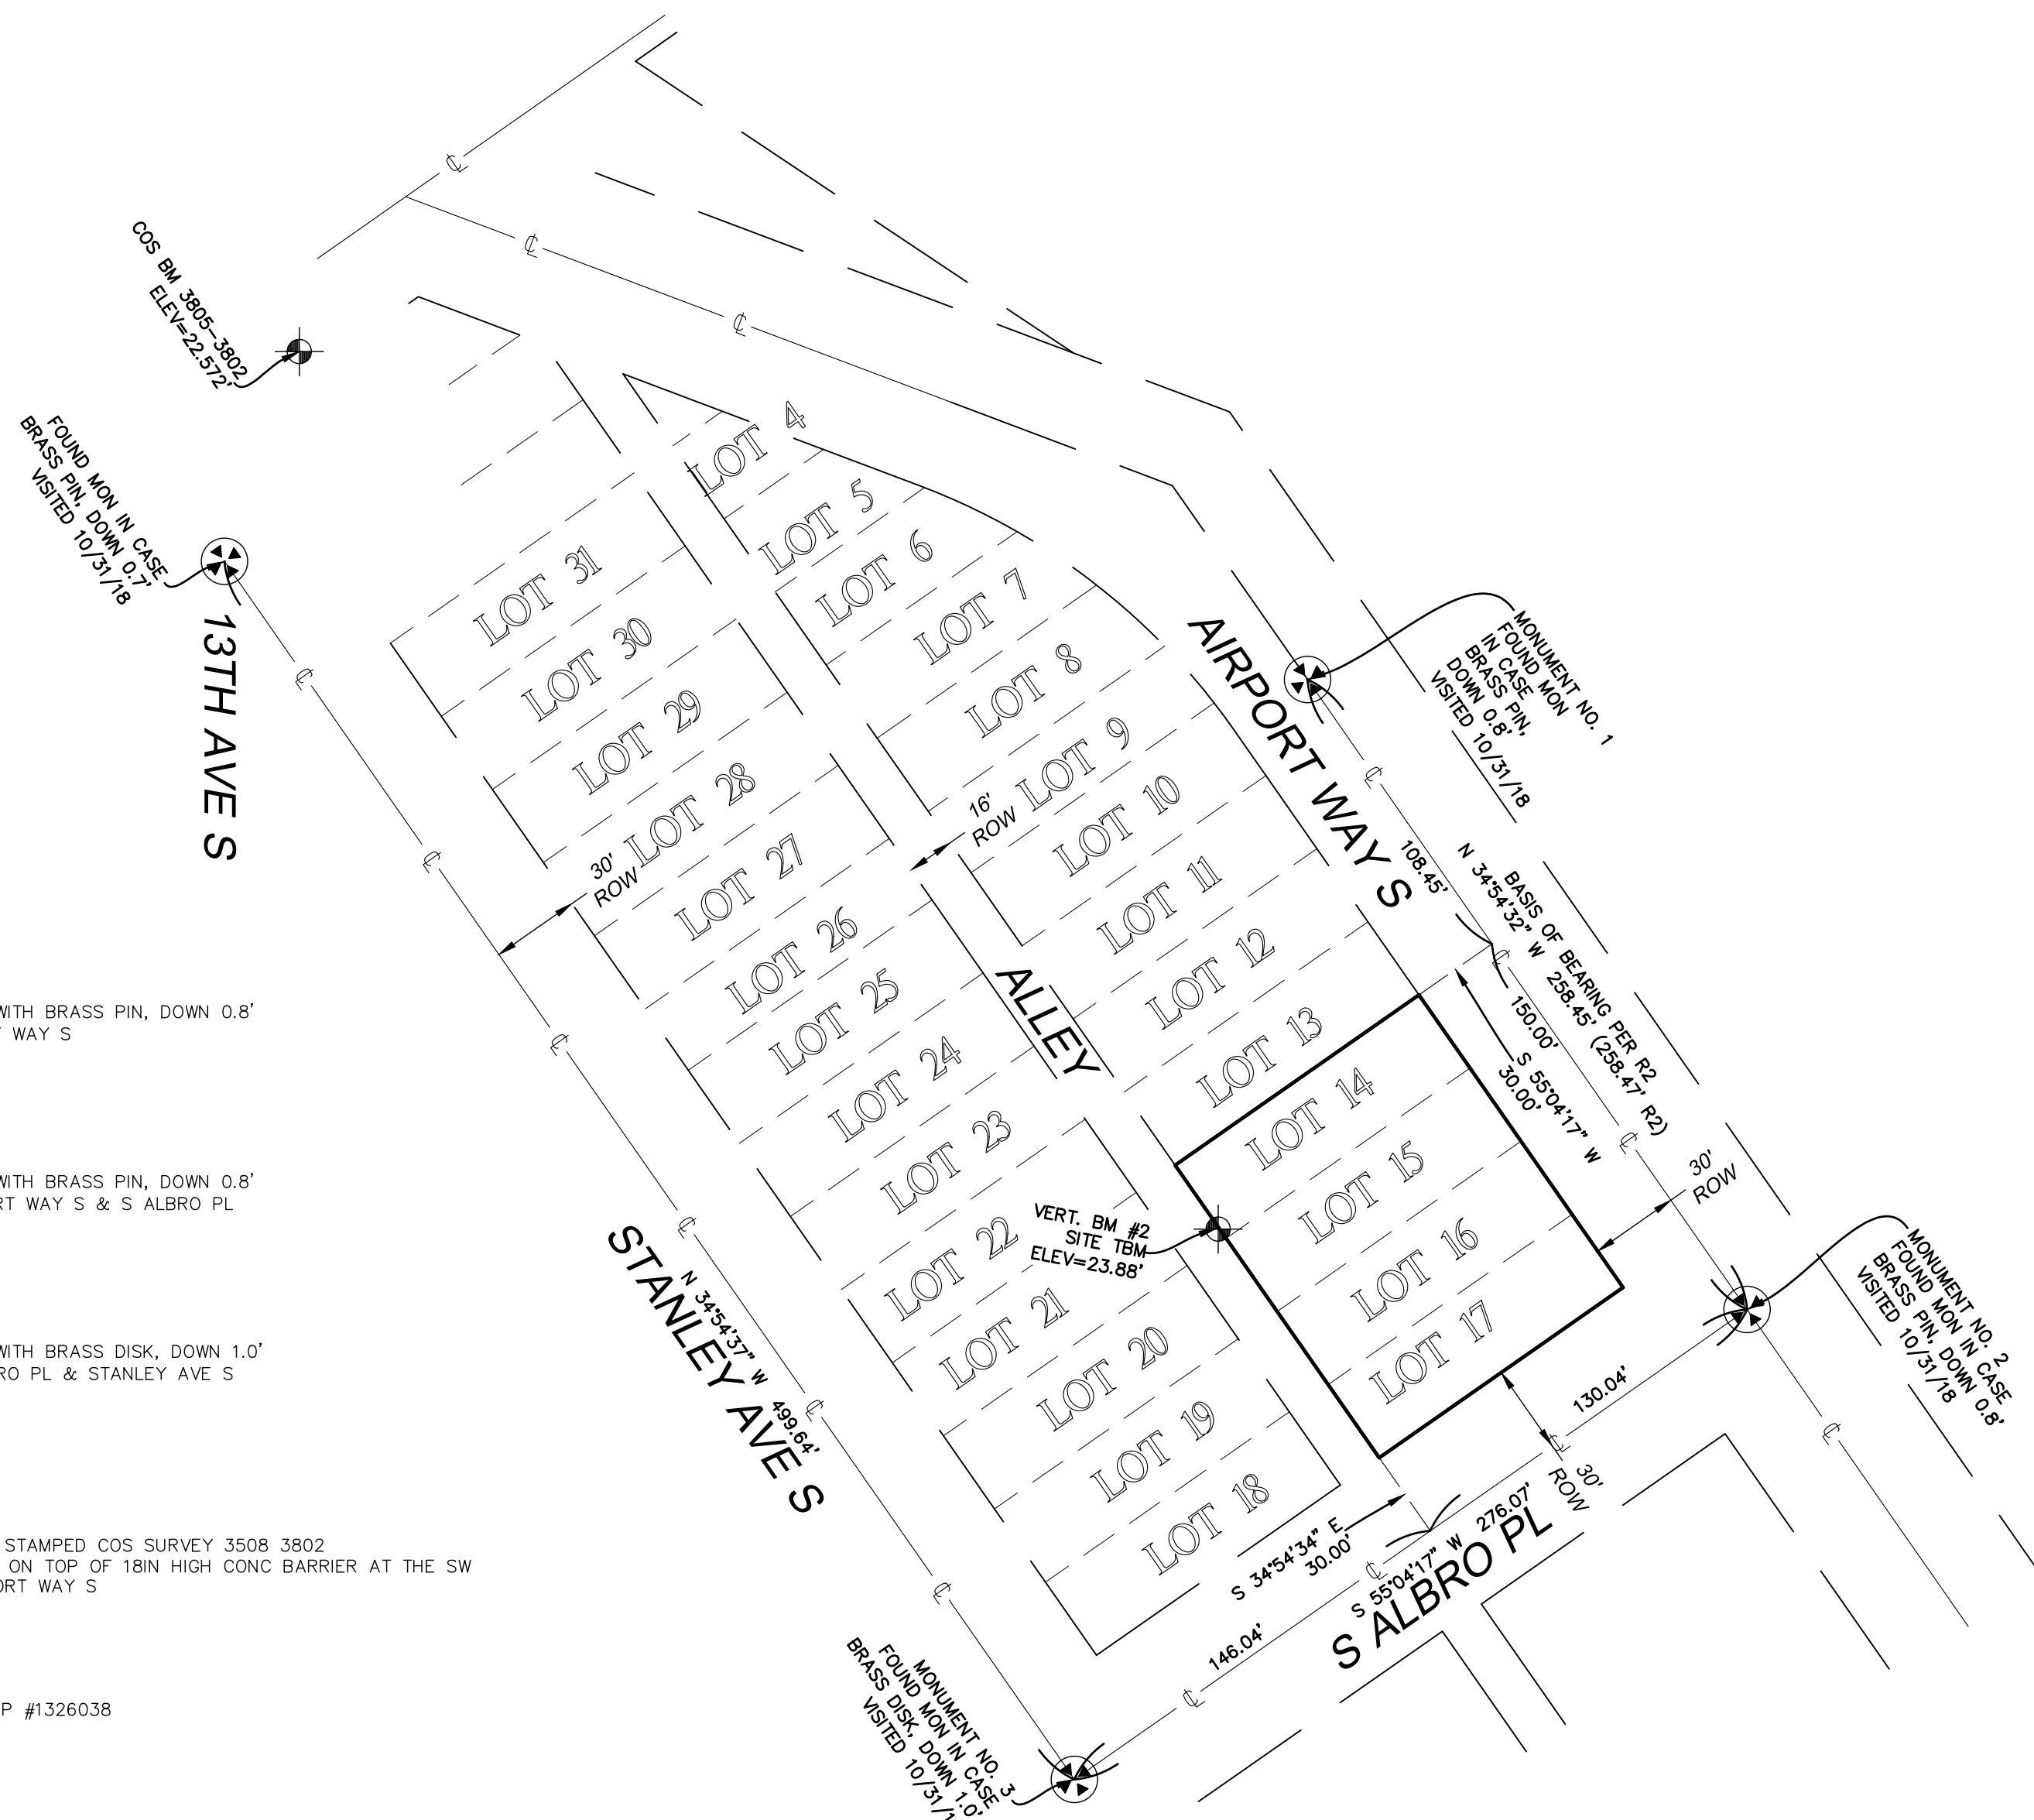 COS BM 3805-3802
ELEV=22.572'
FOUND MON IN CASE
BRASS PIN, DOWN 0.7'
VISITED 10/31/18
13TH AVE S
LOT 4
LOT 5
LOT 6
LOT 7
LOT 8
LOT 9
LOT 10
LOT 11
LOT 12
LOT 13
LOT 14
LOT 15
LOT 16
LOT 17
LOT 31
LOT 30
LOT 29
LOT 28
LOT 27
LOT 26
LOT 25
LOT 24
LOT 23
LOT 22
LOT 21
LOT 20
LOT 19
LOT 18
30'
ROW
16'
ROW
ALLEY
AIRPORT WAY S
MONUMENT NO. 1
FOUND MON
IN CASE
BRASS PIN,
DOWN 0.8'
VISITED 10/31/18
108.45'
BASIS OF BEARING PER R2
N 34°54'32" W 258.45' (258.47' R2)
150.00'
S 55°04'17" W
30.00'
30'
ROW
MONUMENT NO. 2
FOUND MON IN CASE
BRASS PIN, DOWN 0.8'
VISITED 10/31/18
VERT. BM #2
SITE TBM
ELEV=23.88'
N 34°54'37" W 499.64'
STANLEY AVE S
130.04'
30'
ROW
S 34°54'34" E
30.00'
S 55°04'17" W 276.07'
S ALBRO PL
146.04'
MONUMENT NO. 3
FOUND MON IN CASE
BRASS DISK, DOWN 1.0'
VISITED 10/31/1
WITH BRASS PIN, DOWN 0.8'
WAY S
WITH BRASS PIN, DOWN 0.8'
RT WAY S & S ALBRO PL
WITH BRASS DISK, DOWN 1.0'
RO PL & STANLEY AVE S
STAMPED COS SURVEY 3508 3802
ON TOP OF 18IN HIGH CONC BARRIER AT THE SW
ORT WAY S
P #1326038